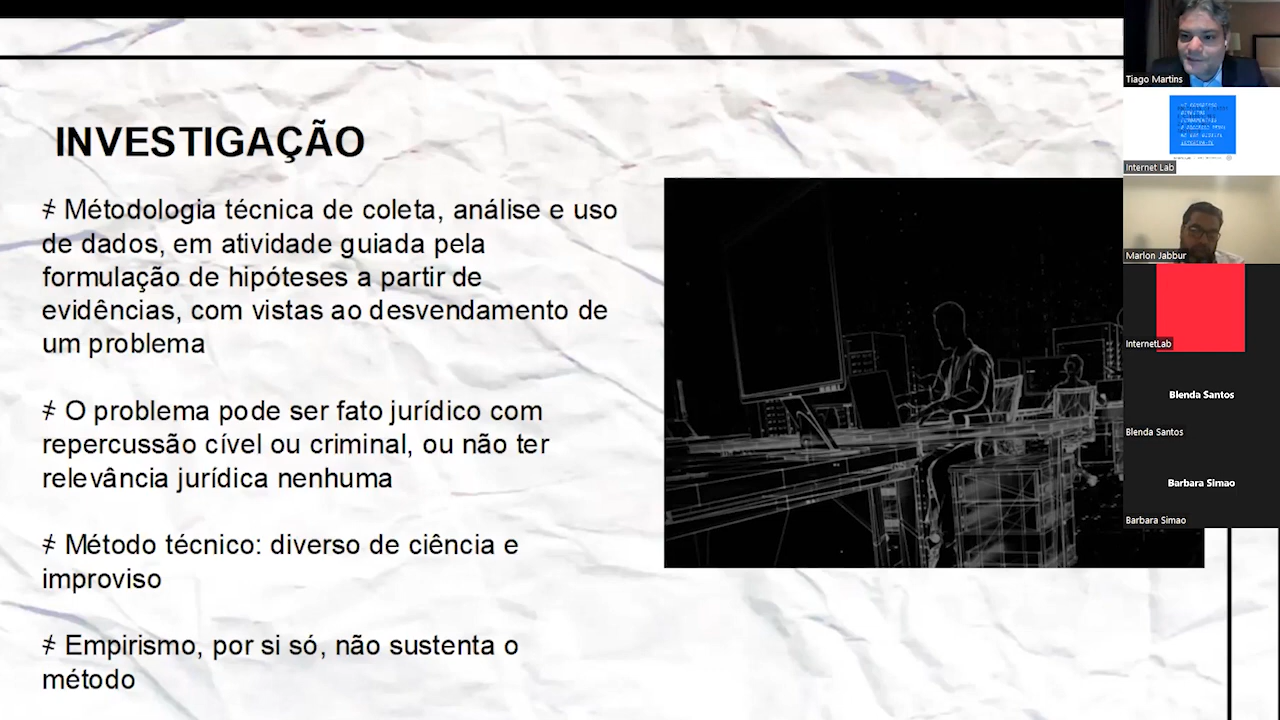 INVESTIGAÇÃO
≠ Métodologia técnica de coleta, análise e uso
de dados, em atividade guiada pela
formulação de hipóteses a partir de
evidências, com vistas ao desvendamento de
um problema
≠ O problema pode ser fato jurídico com
repercussão cível ou criminal, ou não ter
relevância jurídica nenhuma
≠ Método técnico: diverso de ciência e
improviso
≠ Empirismo, por si só, não sustenta o
método
Tiago Martins
Internet Lab
Marlon Jabbur
InternetLab
Blenda Santos
Blenda Santos
Barbara Simao
Barbara Simao